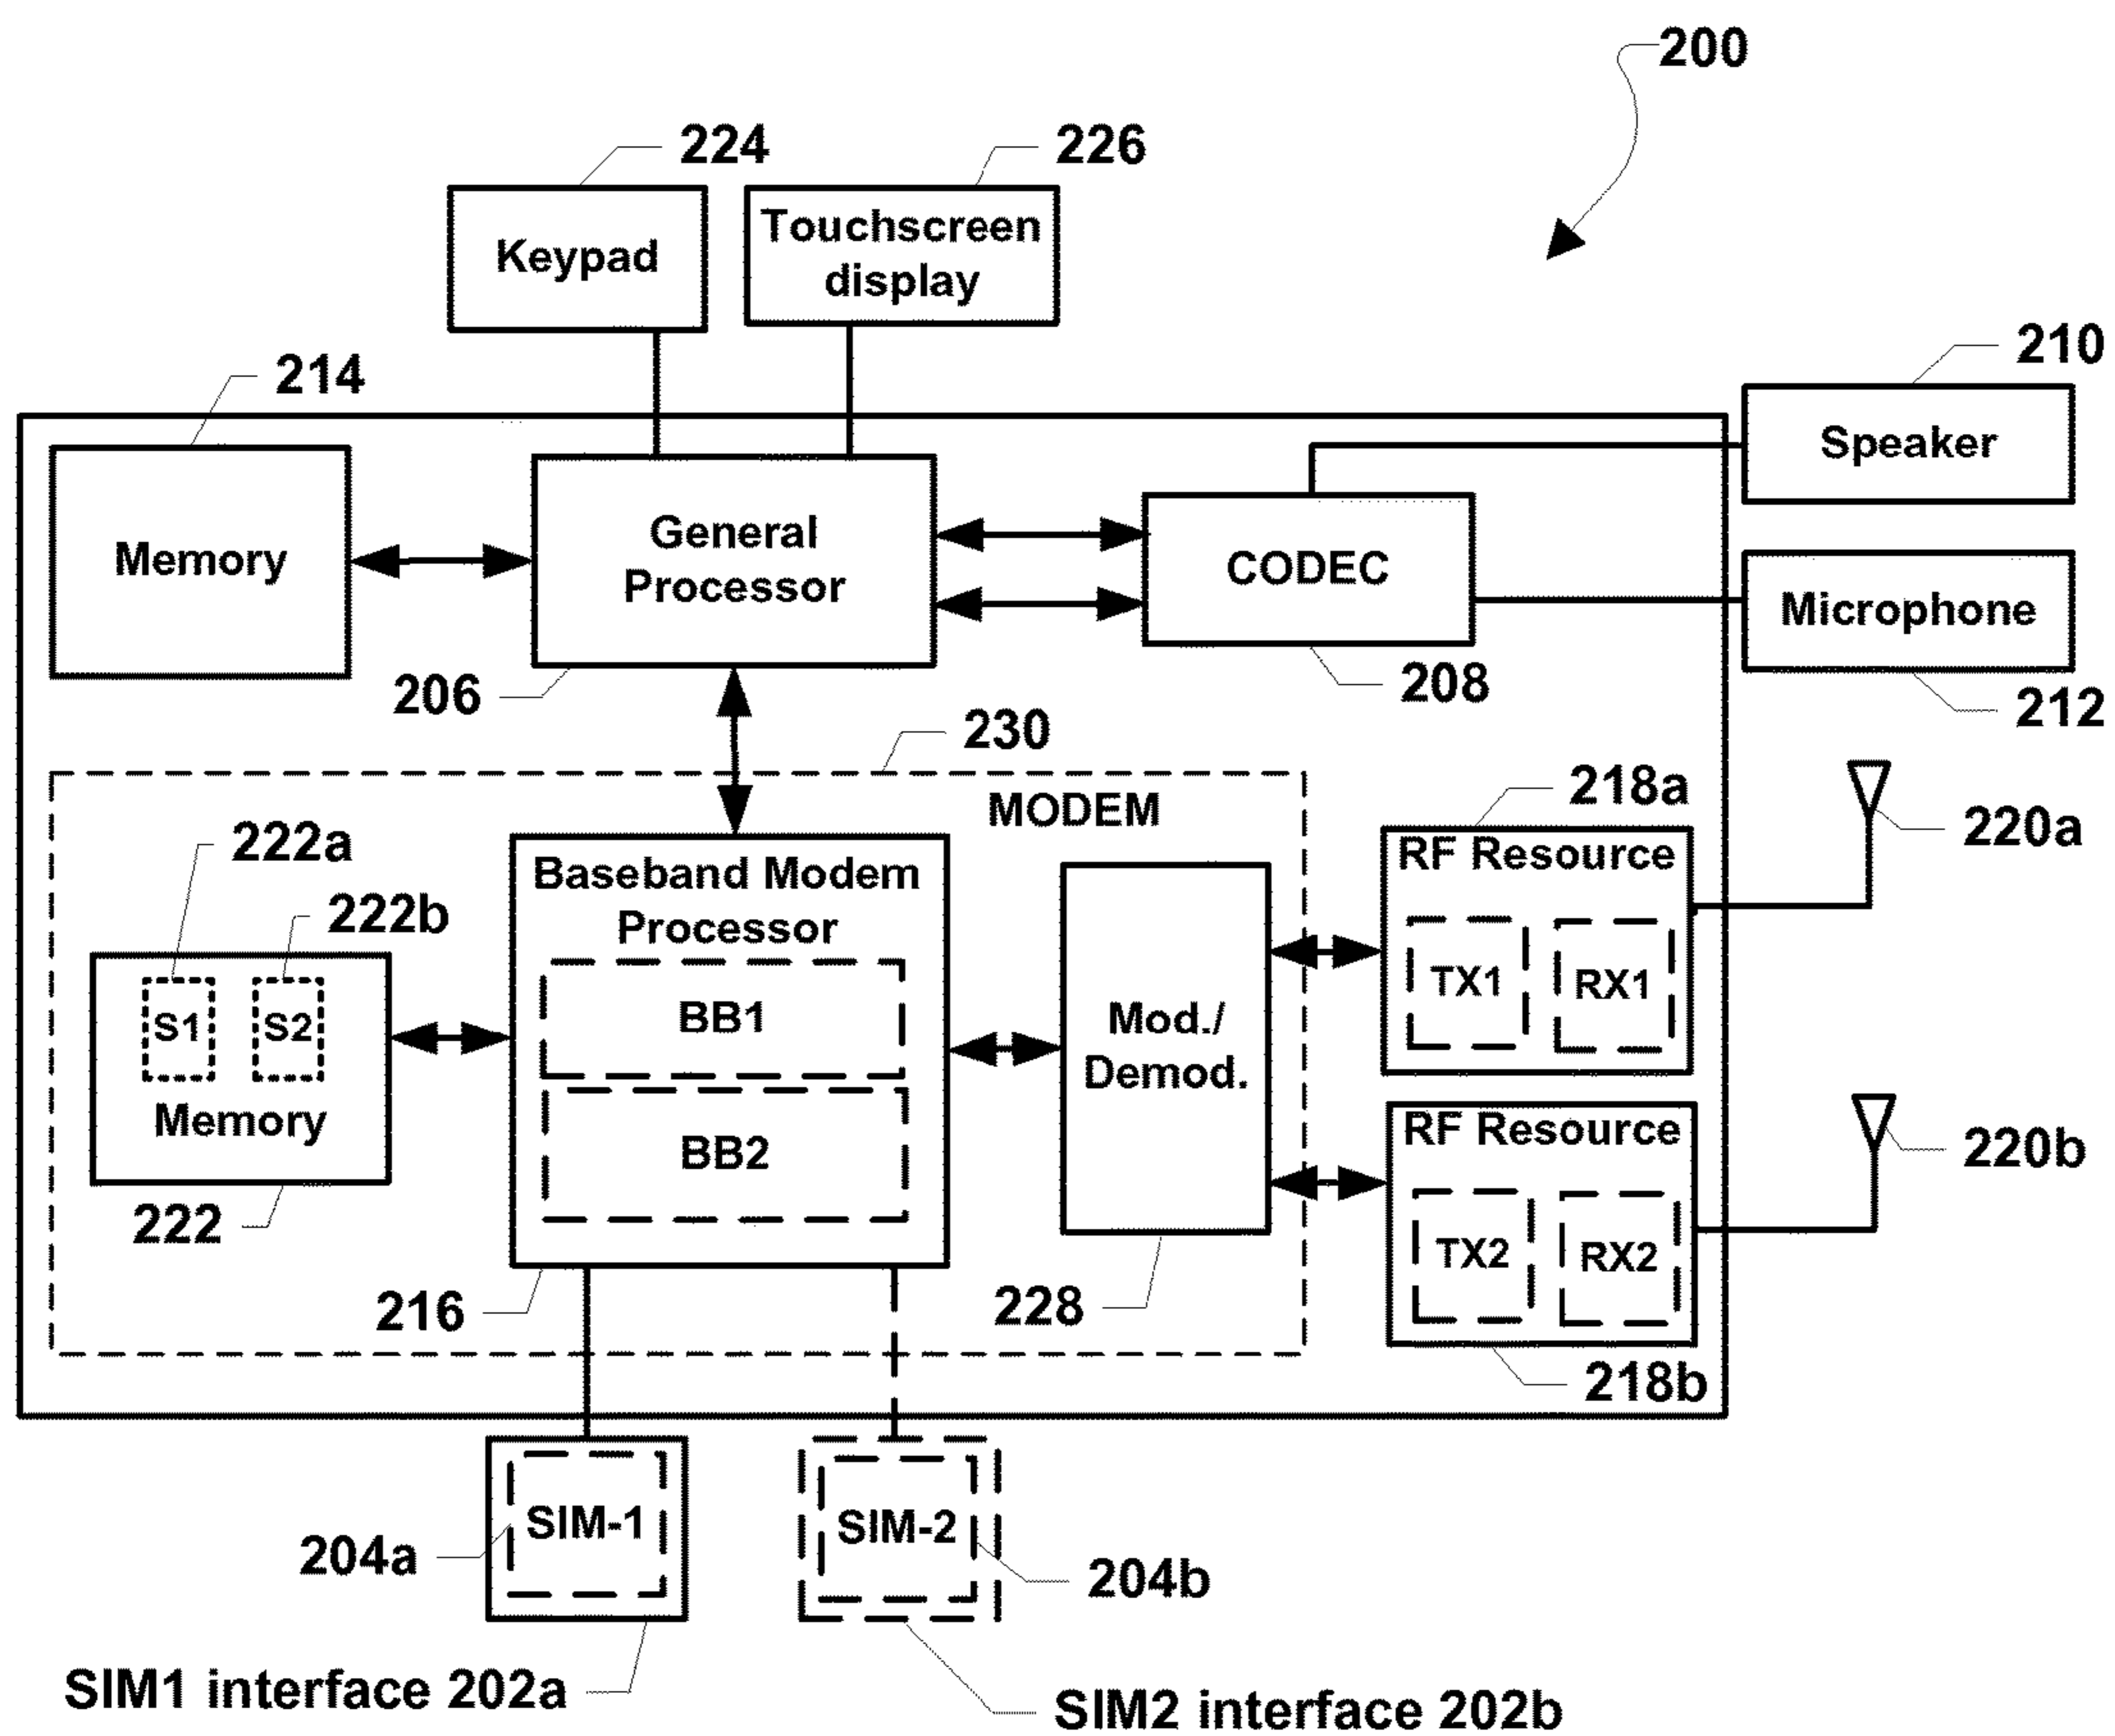 200
224
226
Keypad
Touchscreen
display
214
210
Speaker
Memory
General
Processor
CODEC
Microphone
206
208
212
230
MODEM
218a
220a
222a
222b
Baseband Modem
Processor
RF Resource
TX1
RX1
S1
S2
Memory
BB1
BB2
Mod./
Demod.
RF Resource
TX2
RX2
220b
222
216
228
218b
SIM-1
SIM-2
204a
204b
SIM1 interface 202a
SIM2 interface 202b